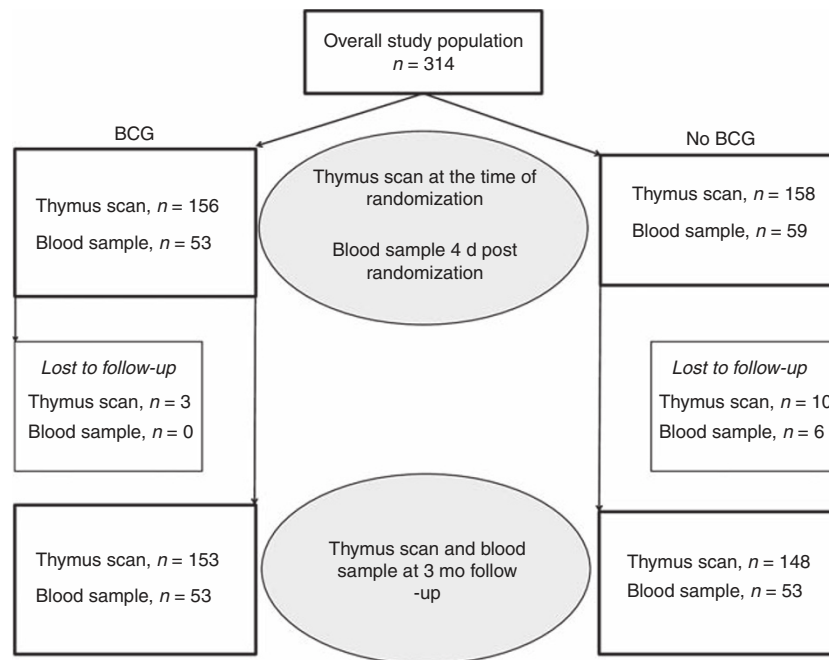 Overall study population
n = 314
BCG
No BCG
Thymus scan, n = 156
Blood sample, n = 53
Thymus scan at the time of
randomization
Blood sample 4 d post
randomization
Thymus scan, n = 158
Blood sample, n = 59
Lost to follow-up
Thymus scan, n = 3
Blood sample, n = 0
Lost to follow-up
Thymus scan, n = 10
Blood sample, n = 6
Thymus scan, n = 153
Blood sample, n = 53
Thymus scan and blood
sample at 3 mo follow
-up
Thymus scan, n = 148
Blood sample, n = 53